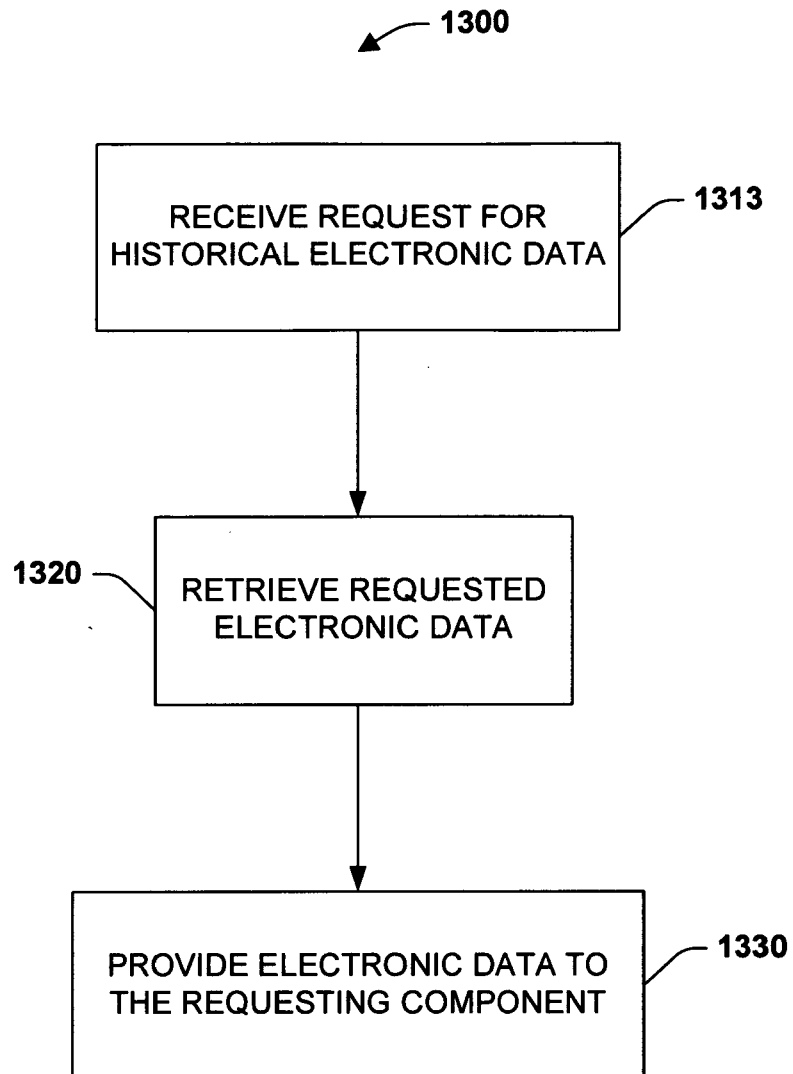 1300
RECEIVE REQUEST FOR
HISTORICAL ELECTRONIC DATA
1313
1320
RETRIEVE REQUESTED
ELECTRONIC DATA
PROVIDE ELECTRONIC DATA TO
THE REQUESTING COMPONENT
1330